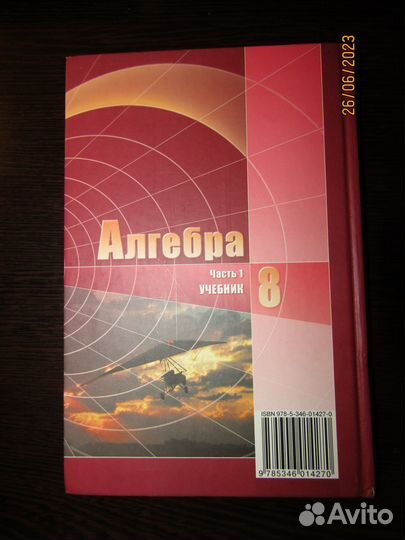 26/06/2023
Алгебра
Часть 1
УЧЕБНИК
8
ISBN 978-5-346-01427-0
9 785346 014270
Avito